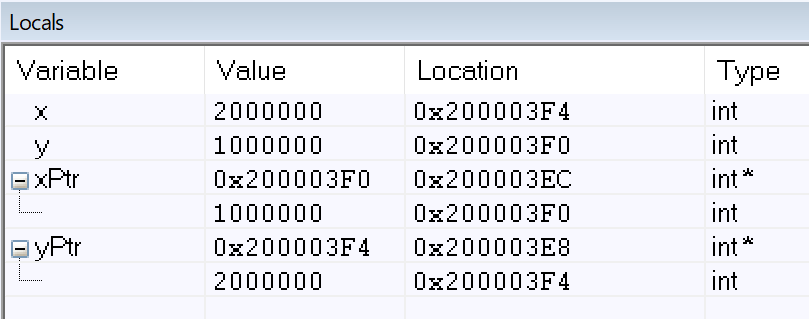 Locals
Variable Value Location Type
x 2000000 0x200003F4 int
y 1000000 0x200003F0 int
xPtr 0x200003F0 0x200003EC int*
1000000 0x200003F0 int
yPtr 0x200003F4 0x200003E8 int*
2000000 0x200003F4 int